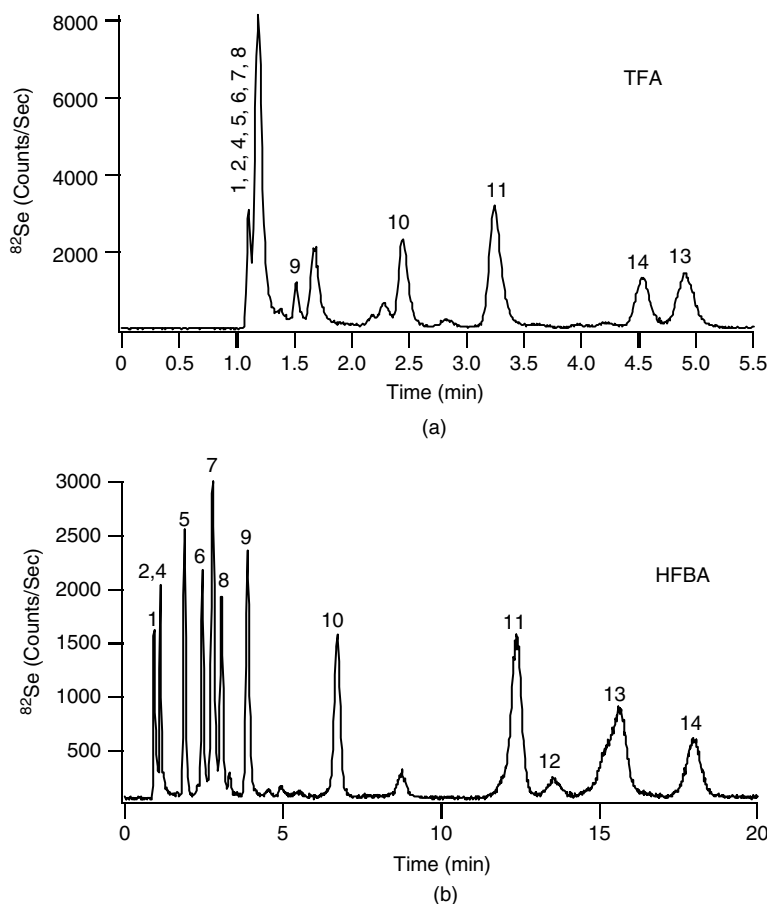 8000
6000
4000
2000
⁸²Se (Counts/Sec)
1, 2, 4, 5, 6, 7, 8
9
10
11
14
13
TFA
0 0.5 1.0 1.5 2.0 2.5 3.0 3.5 4.0 4.5 5.0 5.5
Time (min)
(a)
3000
2500
2000
1500
1000
500
⁸²Se (Counts/Sec)
1
2,4
5
6
7
8
9
10
11
12
13
14
HFBA
0 5 10 15 20
Time (min)
(b)